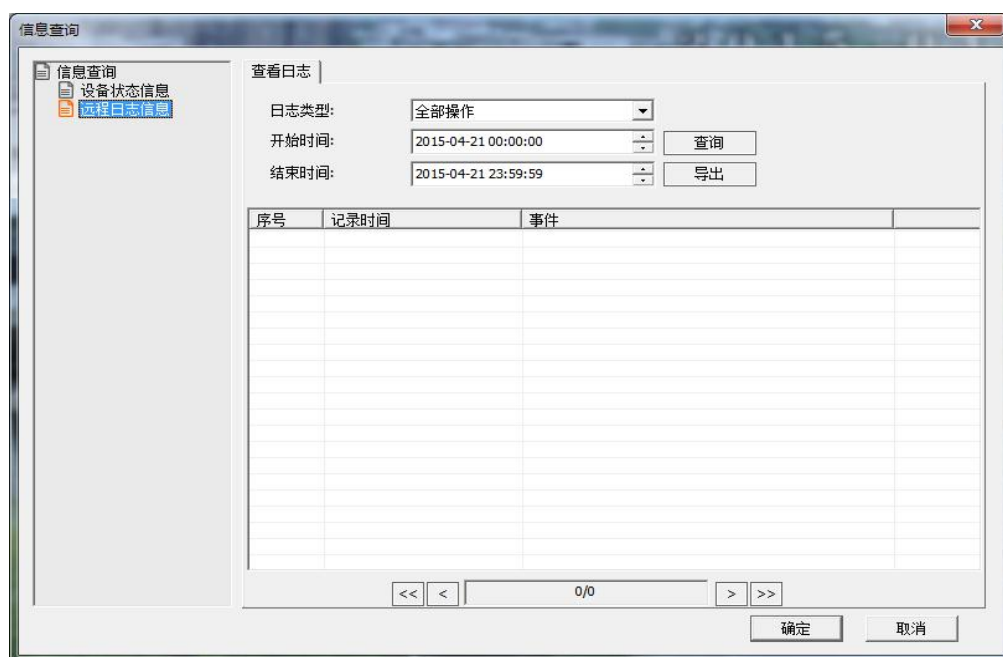 信息查询
信息查询
设备状态信息
远程日志信息
查看日志
日志类型: 全部操作
开始时间: 2015-04-21 00:00:00 查询
结束时间: 2015-04-21 23:59:59 导出
序号 记录时间 事件
<< < 0/0 > >>
确定 取消